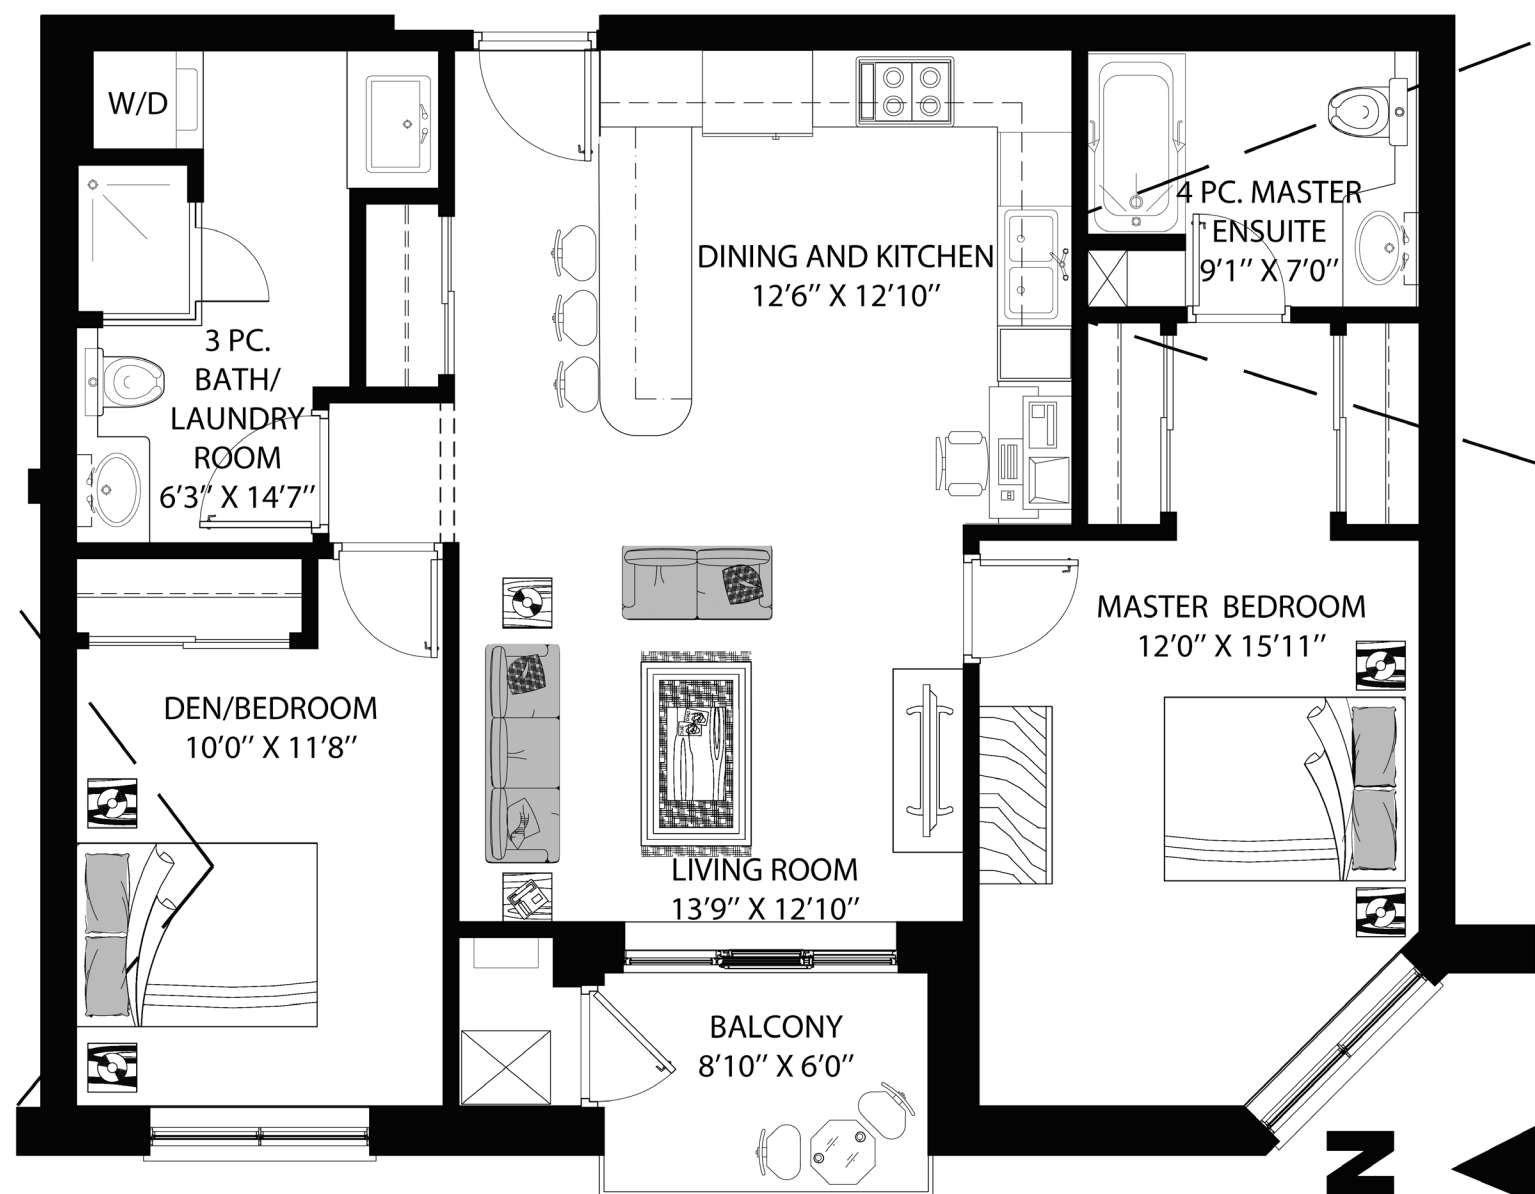 W/D
4 PC. MASTER
ENSUITE
9’1” X 7’0”
DINING AND KITCHEN
12’6” X 12’10”
3 PC.
BATH/
LAUNDRY
ROOM
6’3” X 14’7”
MASTER BEDROOM
12’0” X 15’11”
DEN/BEDROOM
10’0” X 11’8”
LIVING ROOM
13’9” X 12’10”
BALCONY
8’10” X 6’0”
N